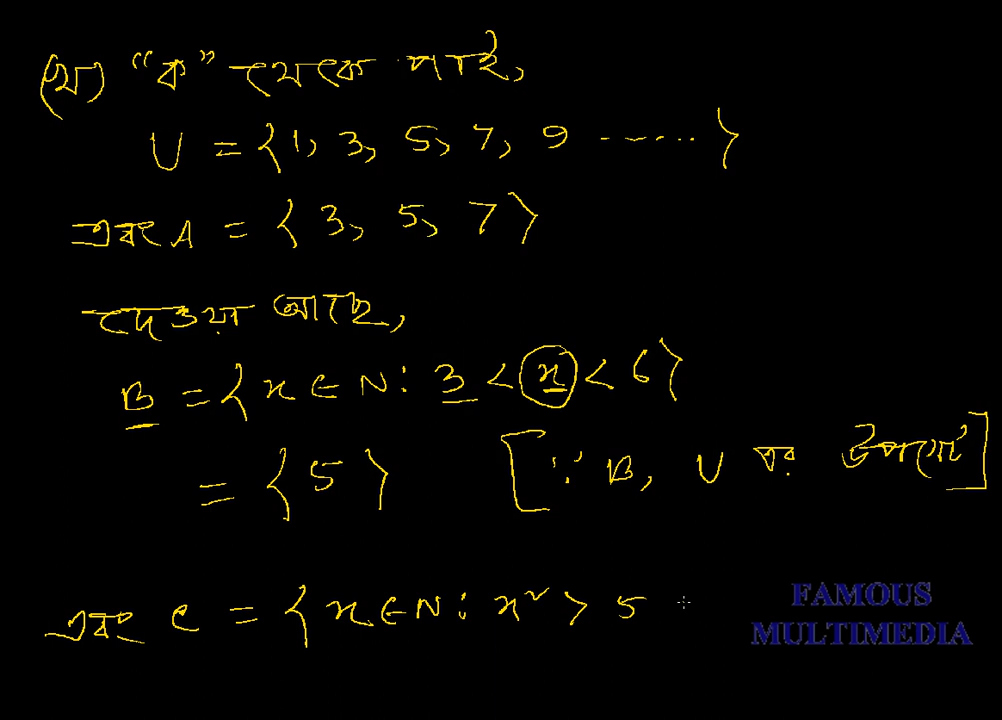 (খ) "ক" থেকে পাই,
U = {1, 3, 5, 7, 9 ......}
এবং A = {3, 5, 7}
দেওয়া আছে,
B = {x ∈ N : 3 < x < 6}
= {5} [∵ B, U এর উপসেট]
এবং C = {x ∈ N : x² > 5
FAMOUS
MULTIMEDIA